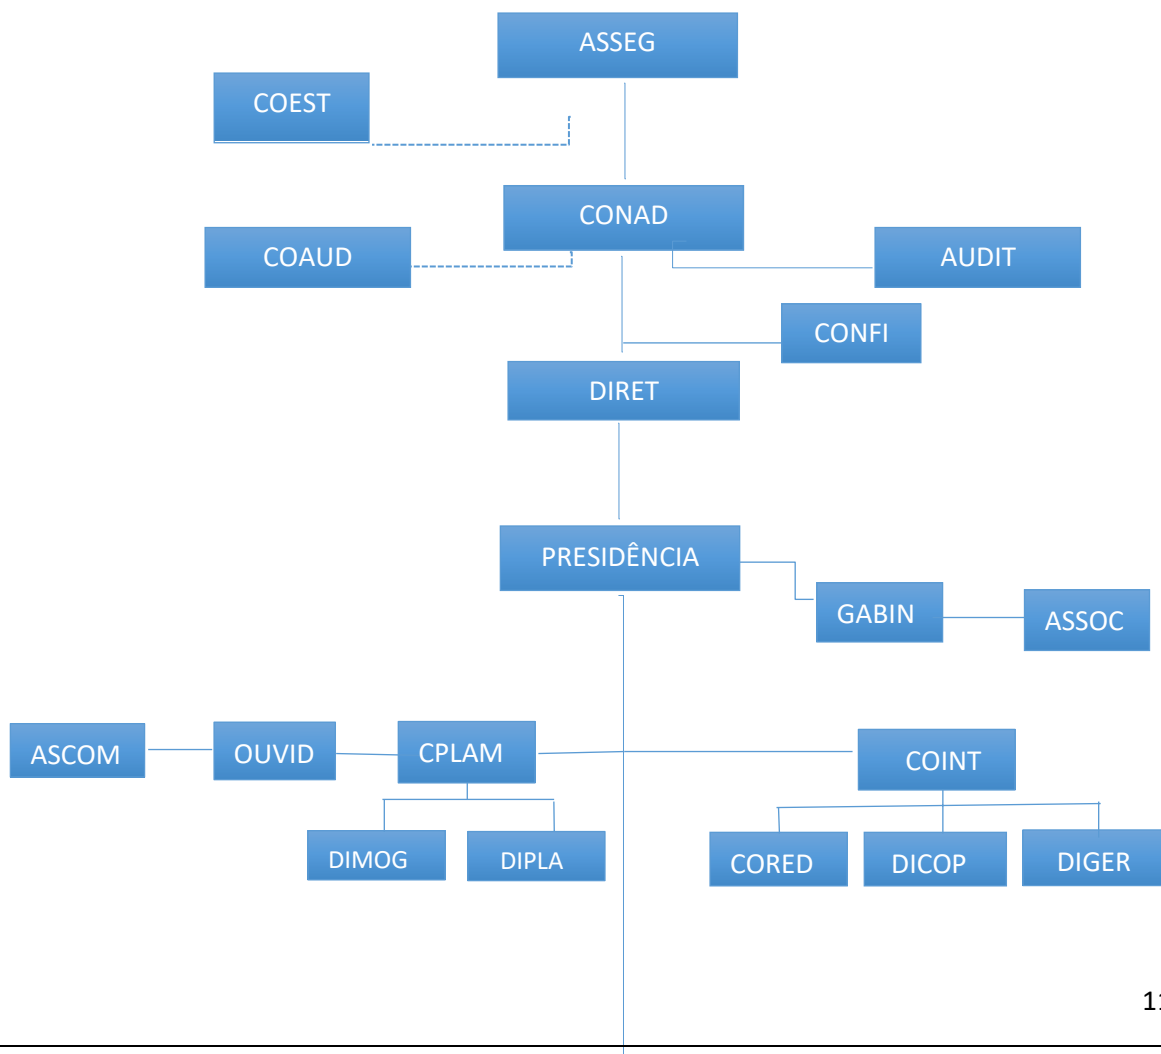 ASSEG
COEST
CONAD
COAUD
AUDIT
CONFI
DIRET
PRESIDÊNCIA
GABIN
ASSOC
ASCOM
OUVID
CPLAM
COINT
DIMOG
DIPLA
CORED
DICOP
DIGER
11